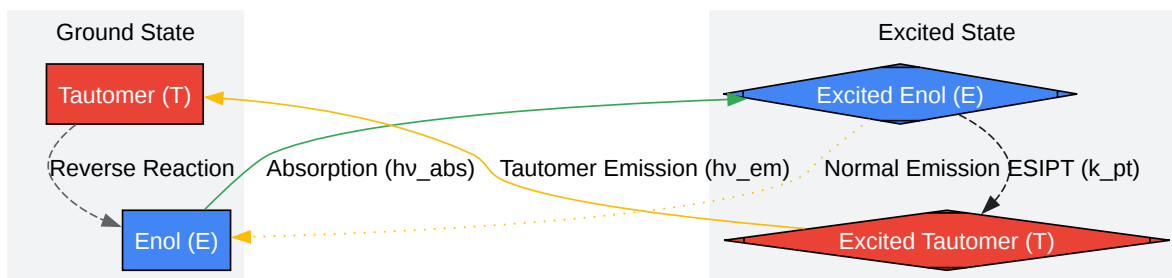 Ground State
Excited State
Tautomer (T)
Excited Enol (E)
Reverse Reaction
Absorption (hν_abs)
Tautomer Emission (hν_em)
Normal Emission
ESIPT (k_pt)
Enol (E)
Excited Tautomer (T)